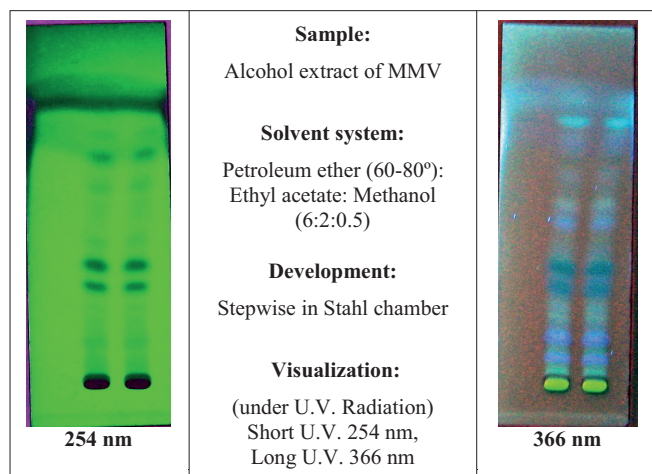 Sample:
Alcohol extract of MMV
Solvent system:
Petroleum ether (60-80º):
Ethyl acetate: Methanol
(6:2:0.5)
Development:
Stepwise in Stahl chamber
Visualization:
(under U.V. Radiation)
Short U.V. 254 nm,
Long U.V. 366 nm
254 nm
366 nm